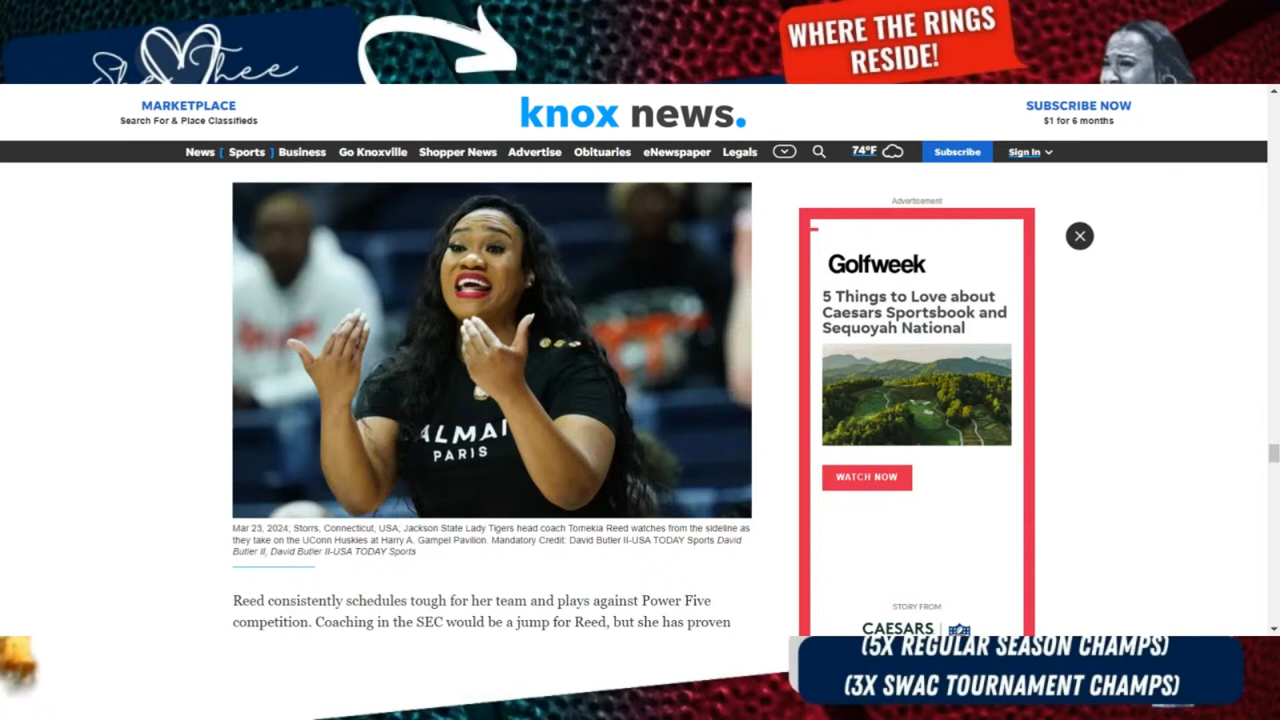 She Thee
WHERE THE RINGS
RESIDE!
MARKETPLACE
Search For & Place Classifieds
knox news.
SUBSCRIBE NOW
$1 for 6 months
News [ Sports ] Business Go Knoxville Shopper News Advertise Obituaries eNewspaper Legals 74°F Subscribe Sign In
Advertisement
Golfweek
5 Things to Love about
Caesars Sportsbook and
Sequoyah National
WATCH NOW
STORY FROM
CAESARS
ALMAI
PARIS
Mar 23, 2024; Storrs, Connecticut, USA; Jackson State Lady Tigers head coach Tomekia Reed watches from the sideline as
they take on the UConn Huskies at Harry A. Gampel Pavilion. Mandatory Credit: David Butler II-USA TODAY Sports David
Butler II, David Butler II-USA TODAY Sports
Reed consistently schedules tough for her team and plays against Power Five
competition. Coaching in the SEC would be a jump for Reed, but she has proven
(5X REGULAR SEASON CHAMPS)
(3X SWAC TOURNAMENT CHAMPS)